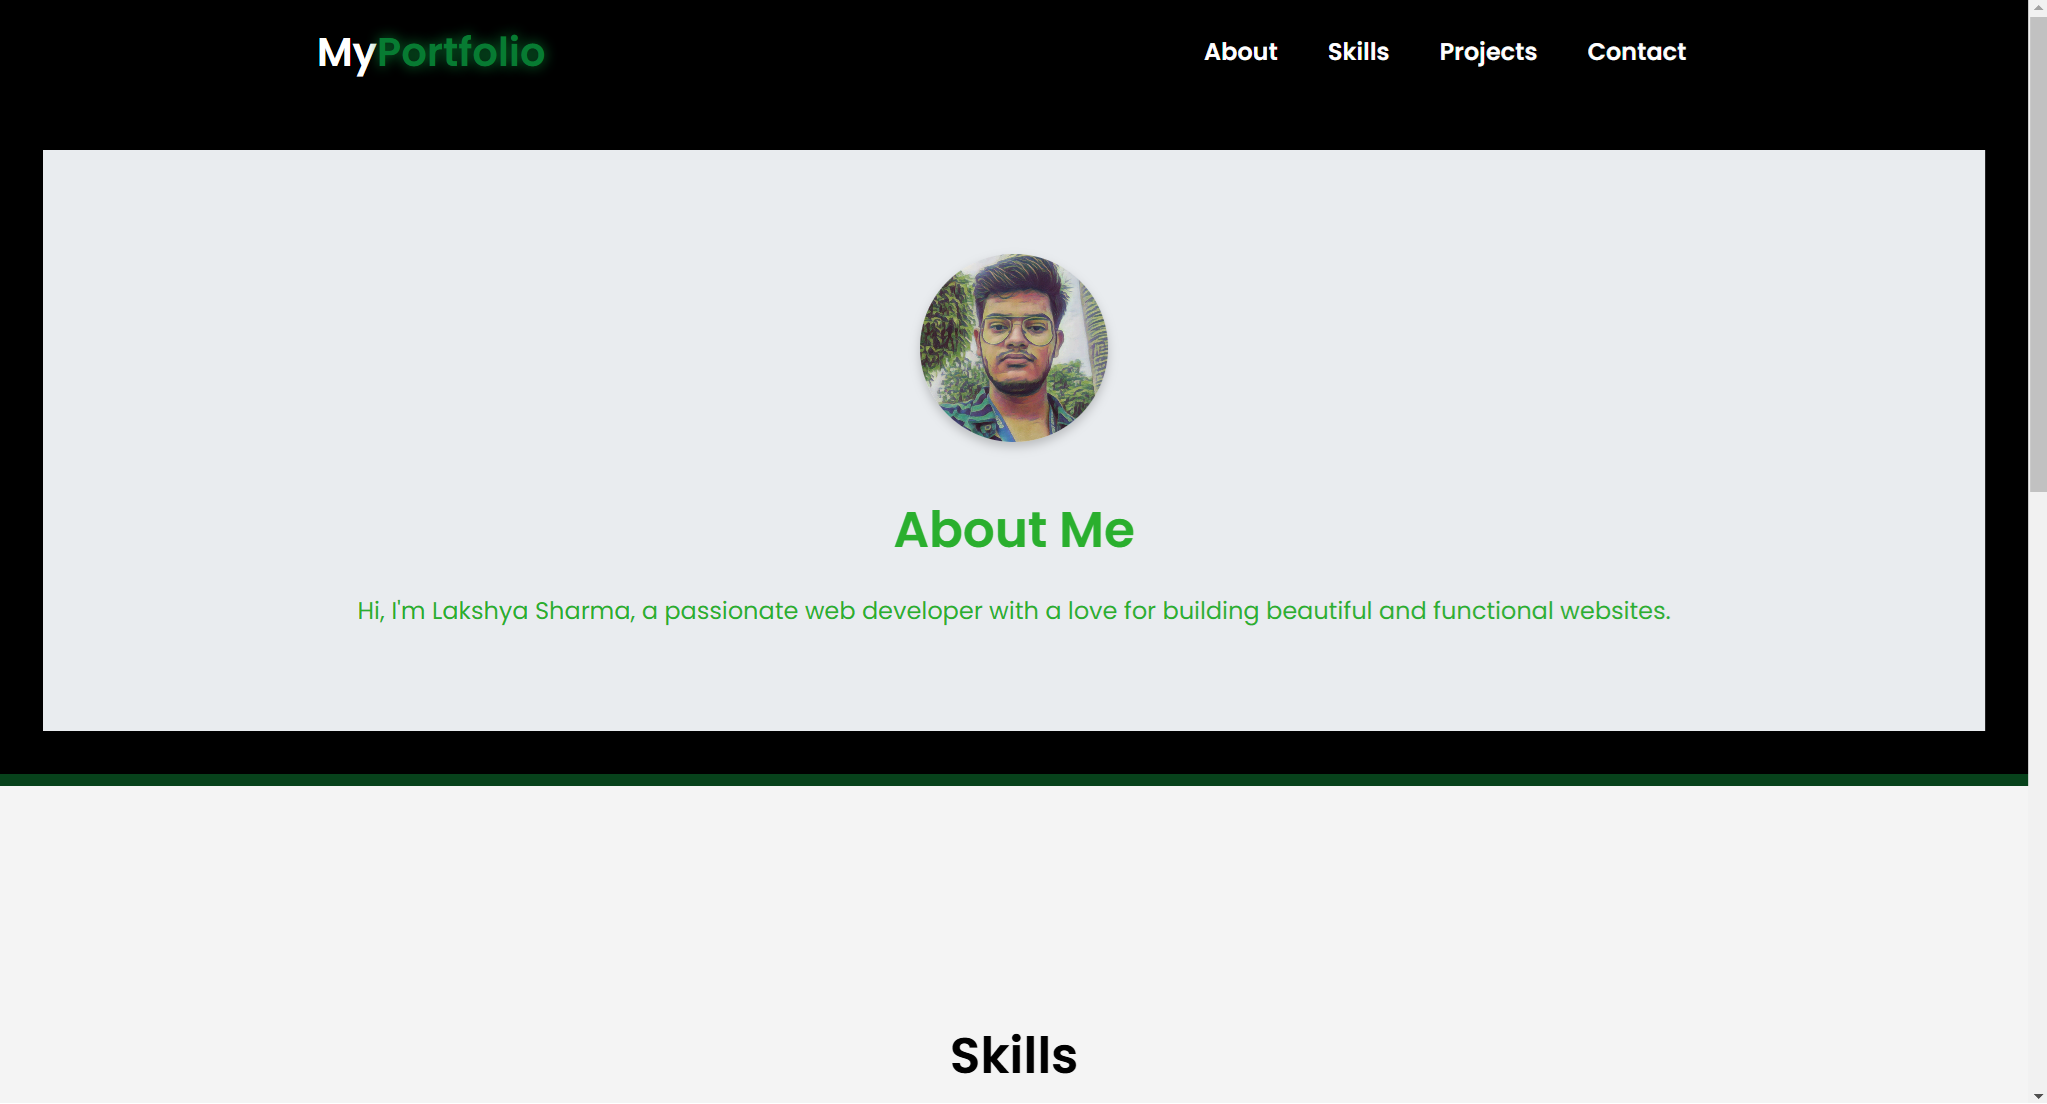 MyPortfolio
About Skills Projects Contact
About Me
Hi, I'm Lakshya Sharma, a passionate web developer with a love for building beautiful and functional websites.
Skills